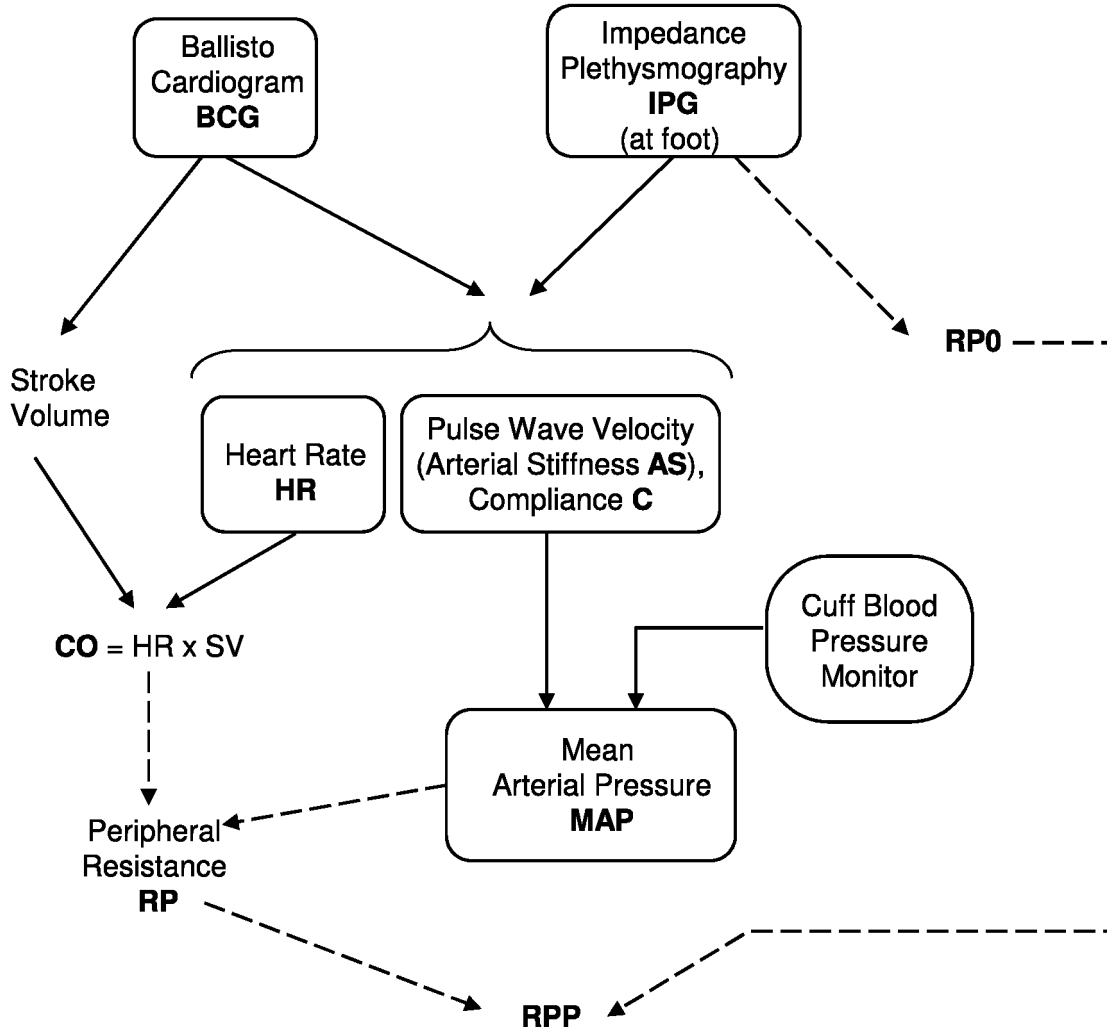 Ballisto
Cardiogram
BCG
Impedance
Plethysmography
IPG
(at foot)
RP0
Stroke
Volume
Heart Rate
HR
Pulse Wave Velocity
(Arterial Stiffness AS),
Compliance C
Cuff Blood
Pressure
Monitor
CO = HR x SV
Mean
Arterial Pressure
MAP
Peripheral
Resistance
RP
RPP